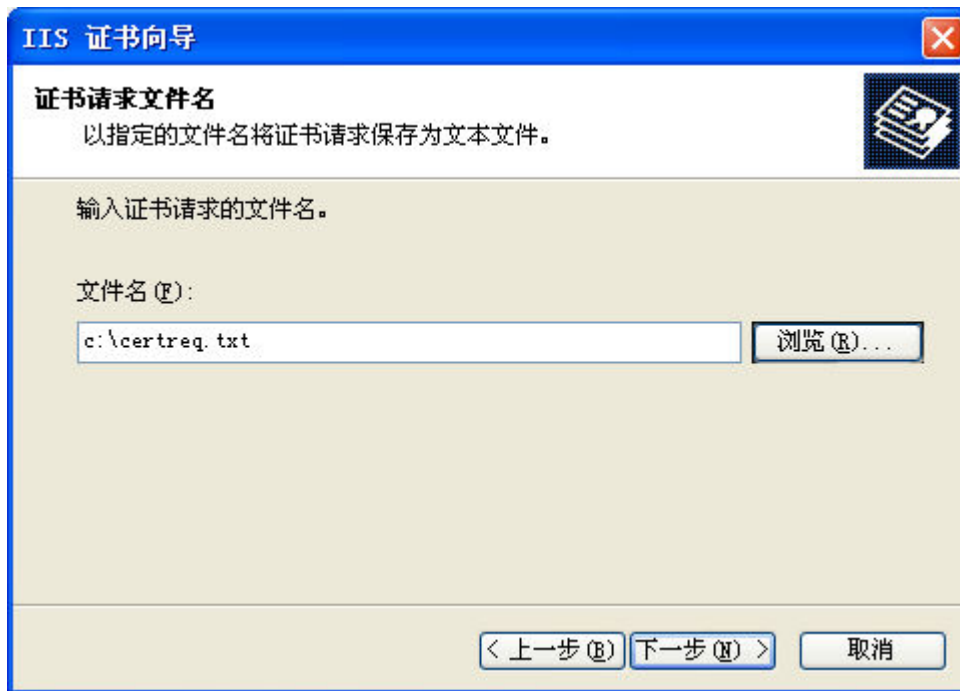 IIS 证书向导
证书请求文件名
以指定的文件名将证书请求保存为文本文件。
输入证书请求的文件名。
文件名(F):
c:\certreq.txt
浏览(R)...
< 上一步(B) 下一步(N) > 取消